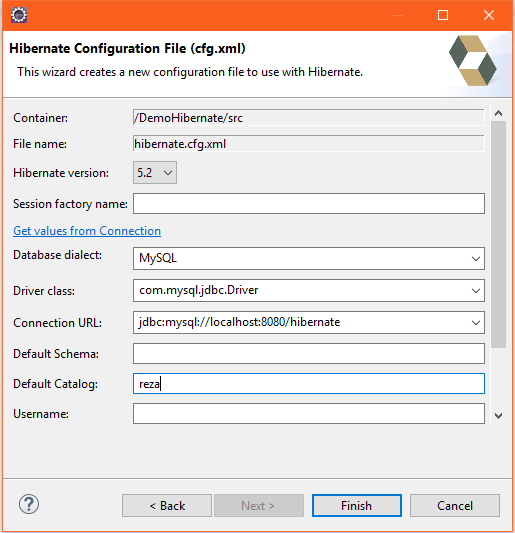 Hibernate Configuration File (cfg.xml)
This wizard creates a new configuration file to use with Hibernate.
Container: /DemoHibernate/src
File name: hibernate.cfg.xml
Hibernate version: 5.2
Session factory name:
Get values from Connection
Database dialect: MySQL
Driver class: com.mysql.jdbc.Driver
Connection URL: jdbc:mysql://localhost:8080/hibernate
Default Schema:
Default Catalog: reza
Username:
? < Back Next > Finish Cancel